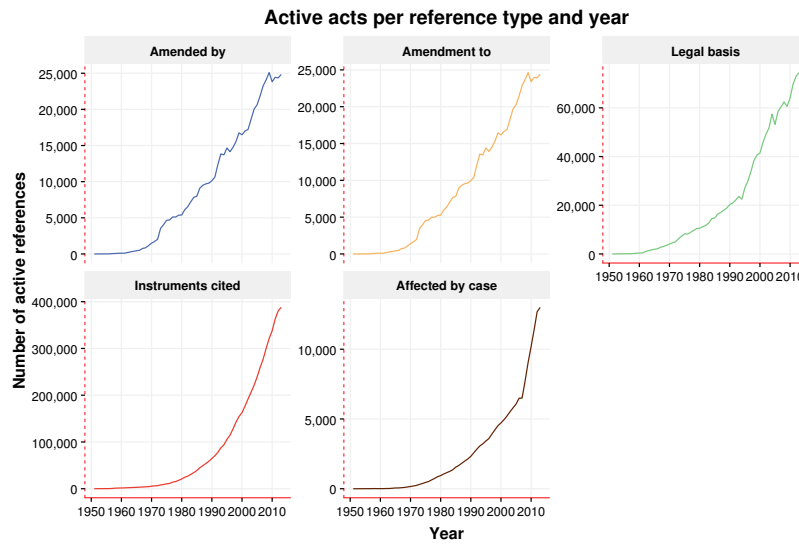 Active acts per reference type and year
Amended by
Amendment to
Legal basis
25,000
20,000
15,000
10,000
5,000
0
25,000
20,000
15,000
10,000
5,000
0
60,000
40,000
20,000
0
1950 1960 1970 1980 1990 2000 2010
Instruments cited
Affected by case
400,000
300,000
200,000
100,000
0
10,000
5,000
0
1950 1960 1970 1980 1990 2000 2010
1950 1960 1970 1980 1990 2000 2010
Number of active references
Year